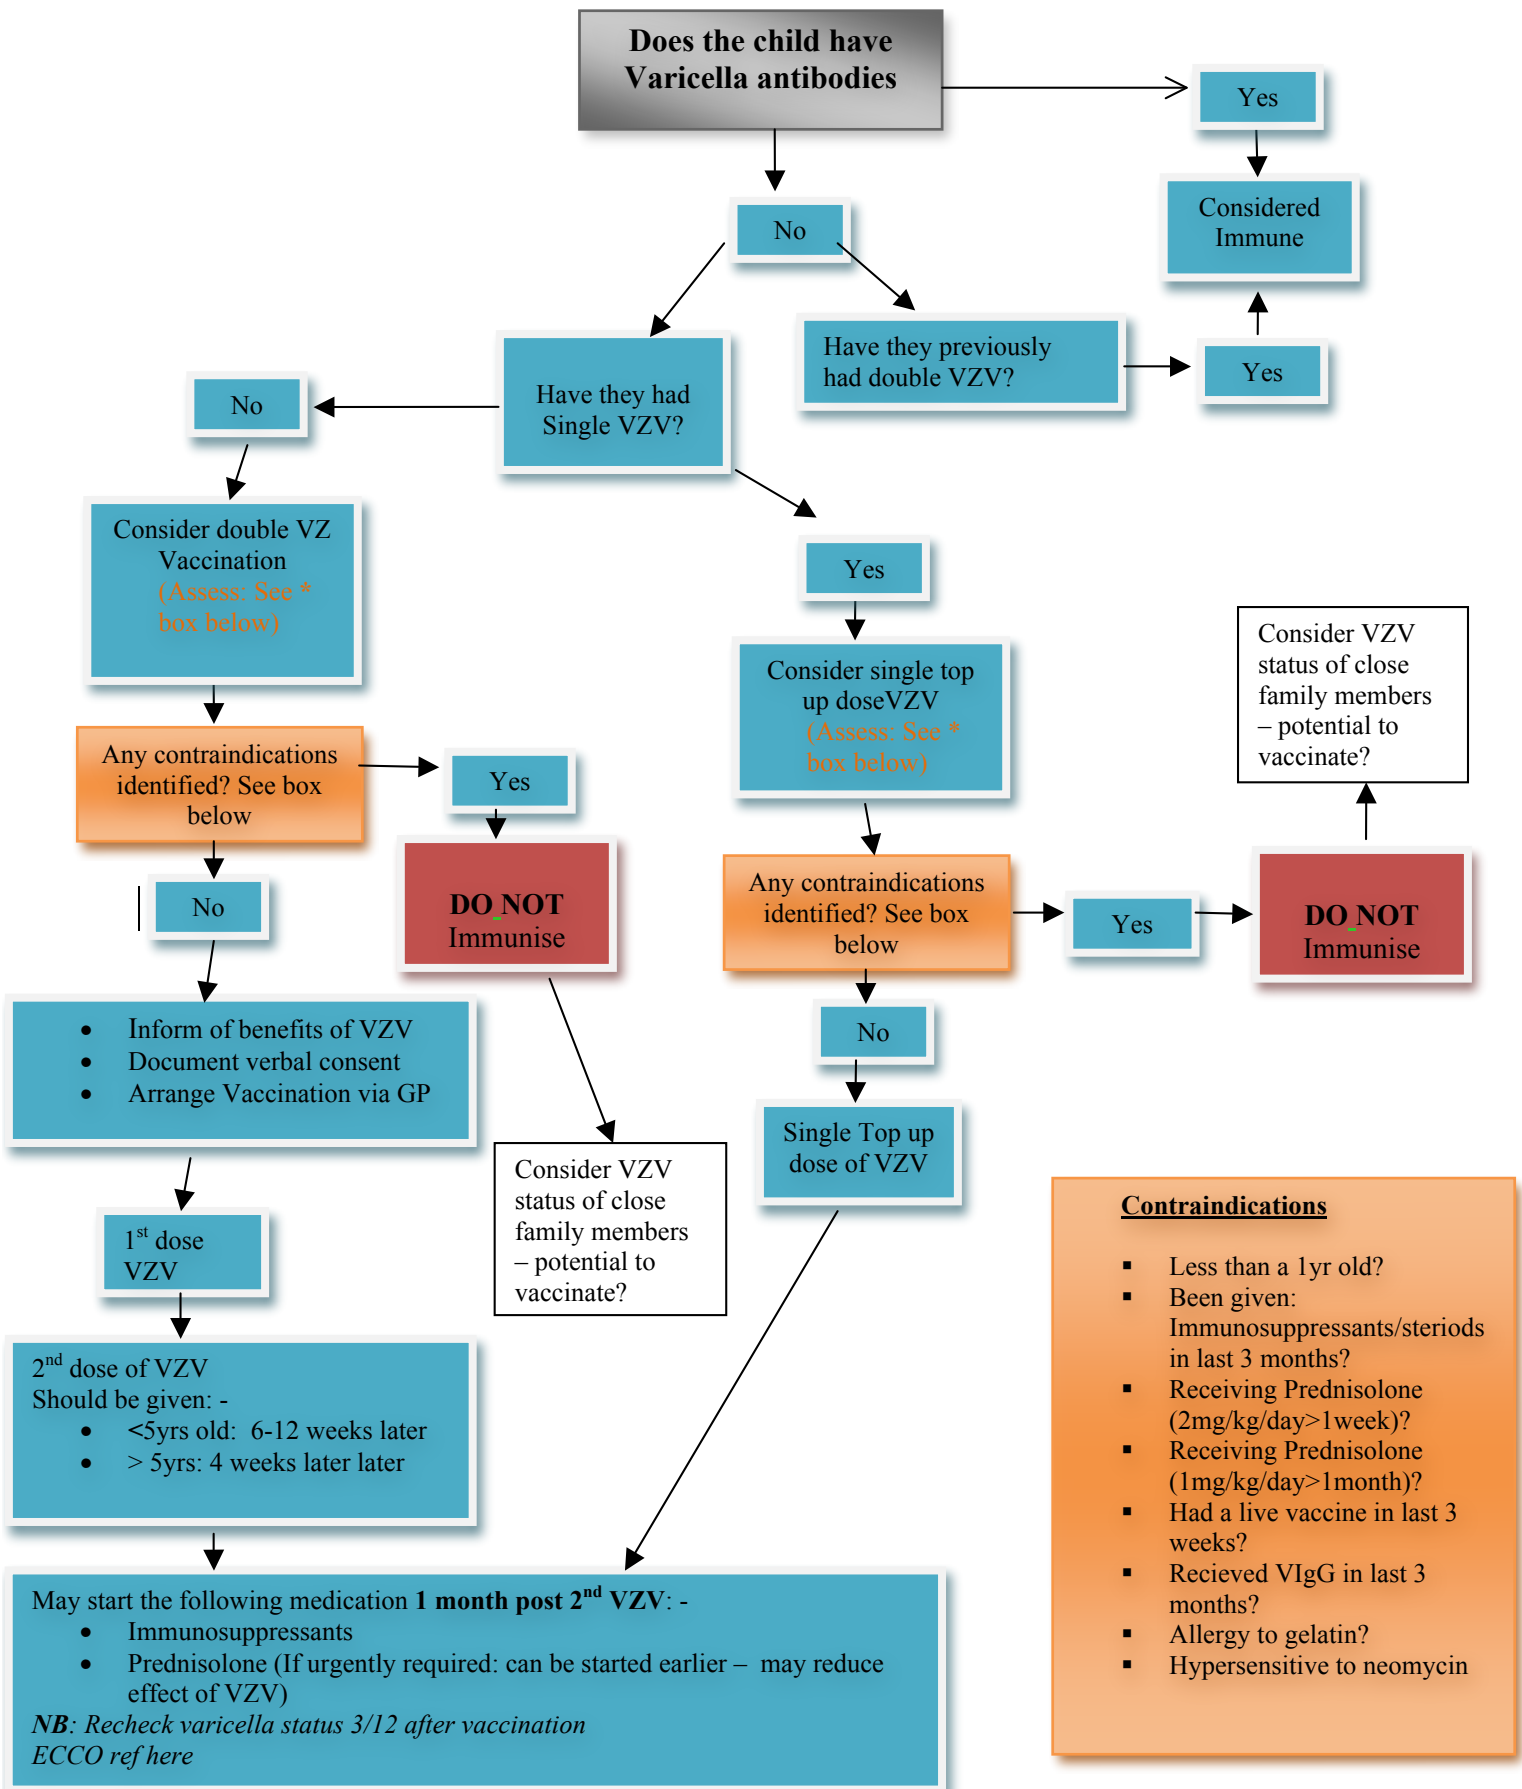 Does the child have
Varicella antibodies
Yes
Considered
Immune
No
Have they previously
had double VZV?
Yes
Have they had
Single VZV?
No
Consider double VZ
Vaccination
(Assess: See *
box below)
Yes
Consider single top
up doseVZV
(Assess: See *
box below)
Consider VZV
status of close
family members
– potential to
vaccinate?
Any contraindications
identified? See box
below
Yes
DO NOT
Immunise
No
Any contraindications
identified? See box
below
Yes
DO NOT
Immunise
No
• Inform of benefits of VZV
• Document verbal consent
• Arrange Vaccination via GP
Single Top up
dose of VZV
Consider VZV
status of close
family members
– potential to
vaccinate?
1st dose
VZV
2nd dose of VZV
Should be given: -
• <5yrs old: 6-12 weeks later
• > 5yrs: 4 weeks later later
May start the following medication 1 month post 2nd VZV: -
• Immunosuppressants
• Prednisolone (If urgently required: can be started earlier – may reduce
effect of VZV)
NB: Recheck varicella status 3/12 after vaccination
ECCO ref here
Contraindications
▪ Less than a 1yr old?
▪ Been given:
Immunosuppressants/steriods
in last 3 months?
▪ Receiving Prednisolone
(2mg/kg/day>1week)?
▪ Receiving Prednisolone
(1mg/kg/day>1month)?
▪ Had a live vaccine in last 3
weeks?
▪ Recieved VIgG in last 3
months?
▪ Allergy to gelatin?
▪ Hypersensitive to neomycin